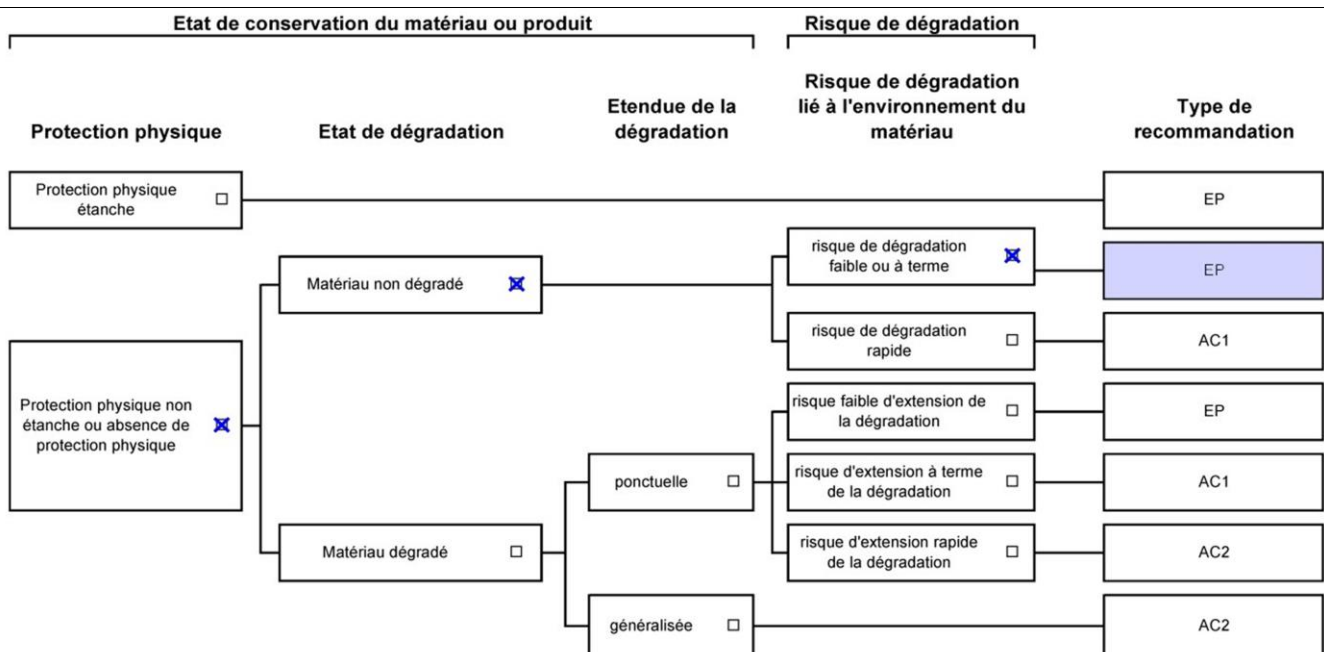 Etat de conservation du matériau ou produit
Risque de dégradation
Protection physique
Etat de dégradation
Etendue de la
dégradation
Risque de dégradation
lié à l'environnement du
matériau
Type de
recommandation
Protection physique
étanche
EP
risque de dégradation
faible ou à terme
EP
Matériau non dégradé
risque de dégradation
rapide
AC1
Protection physique non
étanche ou absence de
protection physique
risque faible d'extension de
la dégradation
EP
ponctuelle
risque d'extension à terme
de la dégradation
AC1
Matériau dégradé
risque d'extension rapide
de la dégradation
AC2
généralisée
AC2